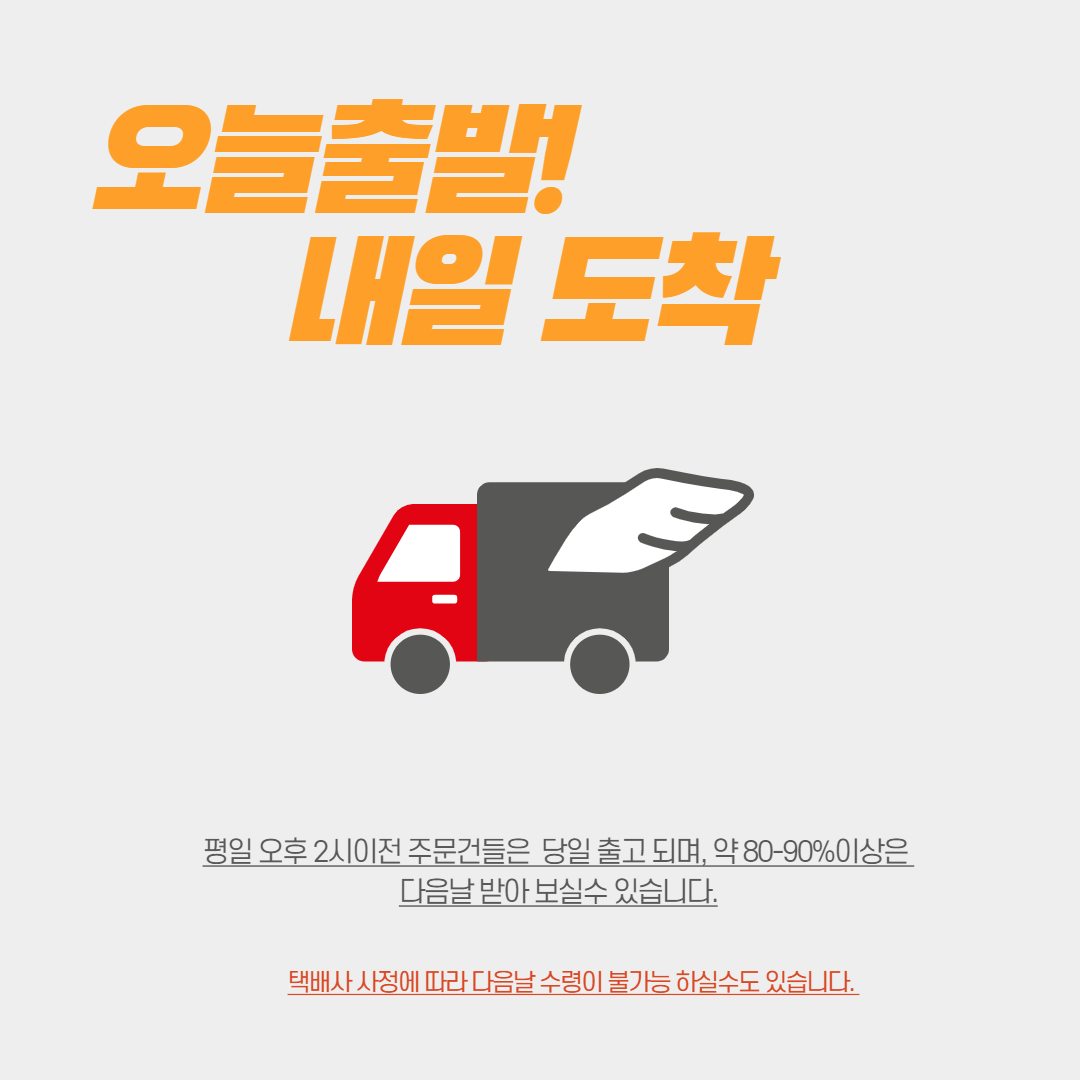 오늘출발!
내일 도착
평일 오후 2시이전 주문건들은 당일 출고 되며, 약 80-90%이상은
다음날 받아 보실수 있습니다.
택배사 사정에 따라 다음날 수령이 불가능 하실수도 있습니다.